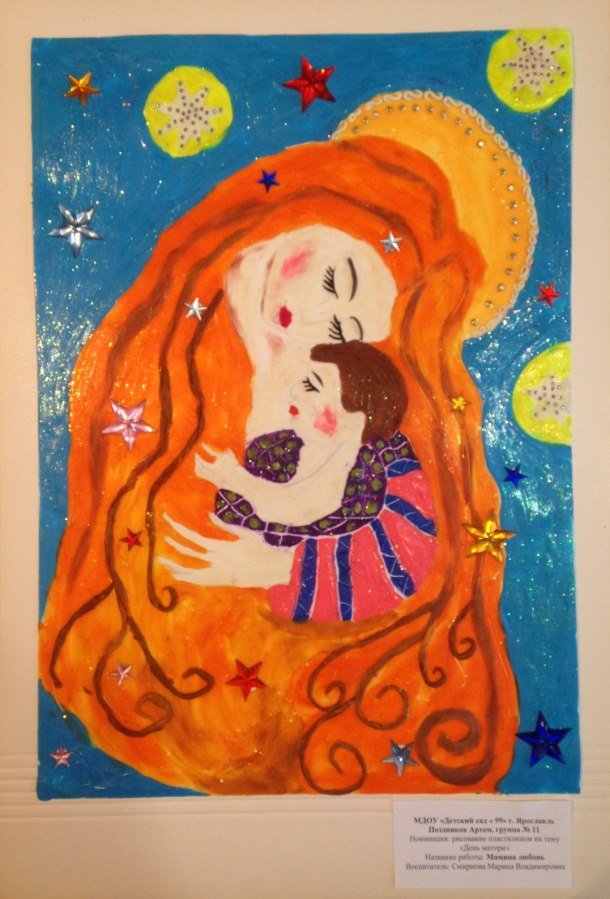 МДОУ «Детский сад « 99» г. Ярославль
Поздняков Артем, группа № 11
Номинация: рисование пластилином на тему
«День матери»
Название работы: Мамина любовь
Воспитатель: Смирнова Марина Владимировна